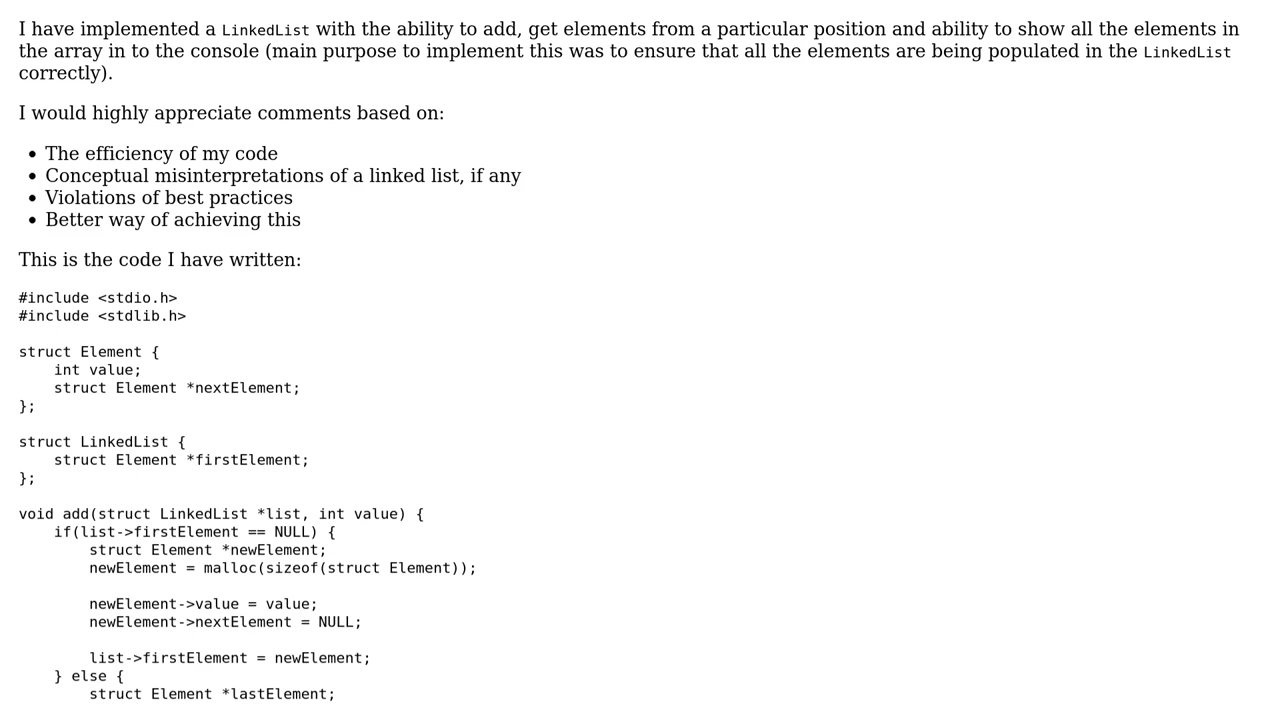 I have implemented a LinkedList with the ability to add, get elements from a particular position and ability to show all the elements in
the array in to the console (main purpose to implement this was to ensure that all the elements are being populated in the LinkedList
correctly).
I would highly appreciate comments based on:
• The efficiency of my code
• Conceptual misinterpretations of a linked list, if any
• Violations of best practices
• Better way of achieving this
This is the code I have written:
#include <stdio.h>
#include <stdlib.h>
struct Element {
    int value;
    struct Element *nextElement;
};
struct LinkedList {
    struct Element *firstElement;
};
void add(struct LinkedList *list, int value) {
    if(list->firstElement == NULL) {
        struct Element *newElement;
        newElement = malloc(sizeof(struct Element));
        newElement->value = value;
        newElement->nextElement = NULL;
        list->firstElement = newElement;
    } else {
        struct Element *lastElement;